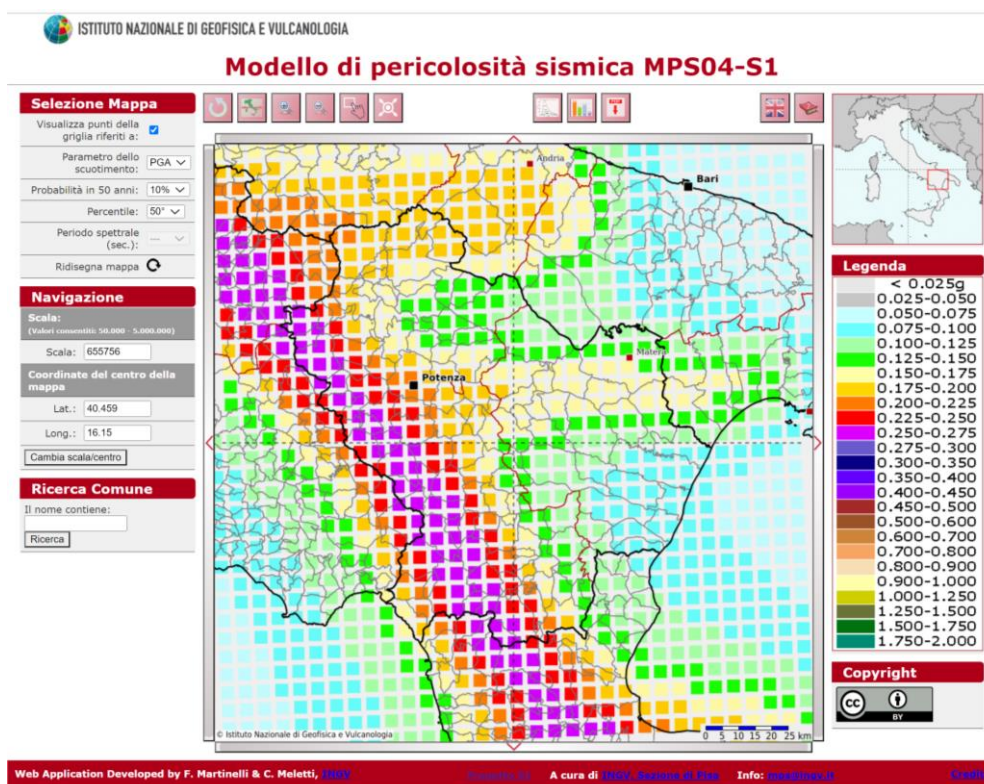 ISTITUTO NAZIONALE DI GEOFISICA E VULCANOLOGIA
Modello di pericolosità sismica MPS04-S1
Selezione Mappa
Visualizza punti della
griglia riferiti a:
Parametro dello
scuotimento: PGA
Probabilità in 50 anni: 10%
Percentile: 50°
Periodo spettrale
(sec.): ---
Ridisegna mappa
Navigazione
Scala:
(Valori consentiti: 50.000 - 5.000.000)
Scala: 655756
Coordinate del centro della
mappa
Lat.: 40.459
Long.: 16.15
Cambia scala/centro
Ricerca Comune
Il nome contiene:
Ricerca
Andria
Bari
Matera
Potenza
© Istituto Nazionale di Geofisica e Vulcanologia
0 5 10 15 20 25 km
Legenda
< 0.025g
0.025-0.050
0.050-0.075
0.075-0.100
0.100-0.125
0.125-0.150
0.150-0.175
0.175-0.200
0.200-0.225
0.225-0.250
0.250-0.275
0.275-0.300
0.300-0.350
0.350-0.400
0.400-0.450
0.450-0.500
0.500-0.600
0.600-0.700
0.700-0.800
0.800-0.900
0.900-1.000
1.000-1.250
1.250-1.500
1.500-1.750
1.750-2.000
Copyright
CC
BY
Web Application Developed by F. Martinelli & C. Meletti, INGV
A cura di INGV, Sezione di Pisa
Info:
Credits